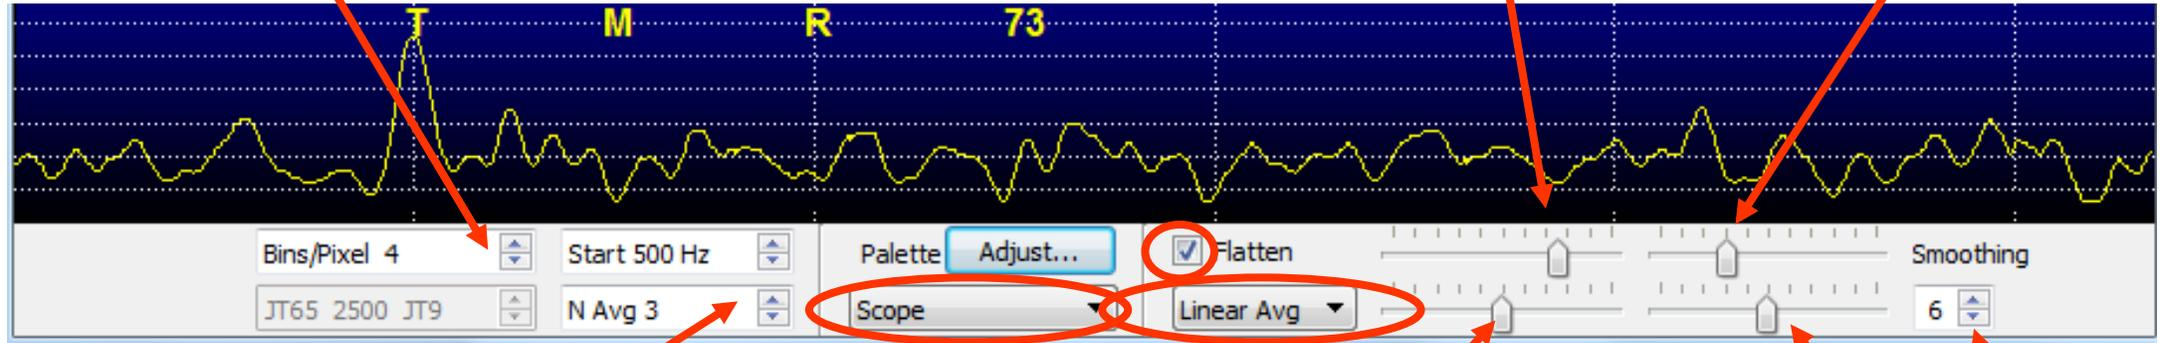 T M R 73
Bins/Pixel 4 Start 500 Hz Palette Adjust... Flatten Smoothing
JT65 2500 JT9 N Avg 3 Scope Linear Avg 6